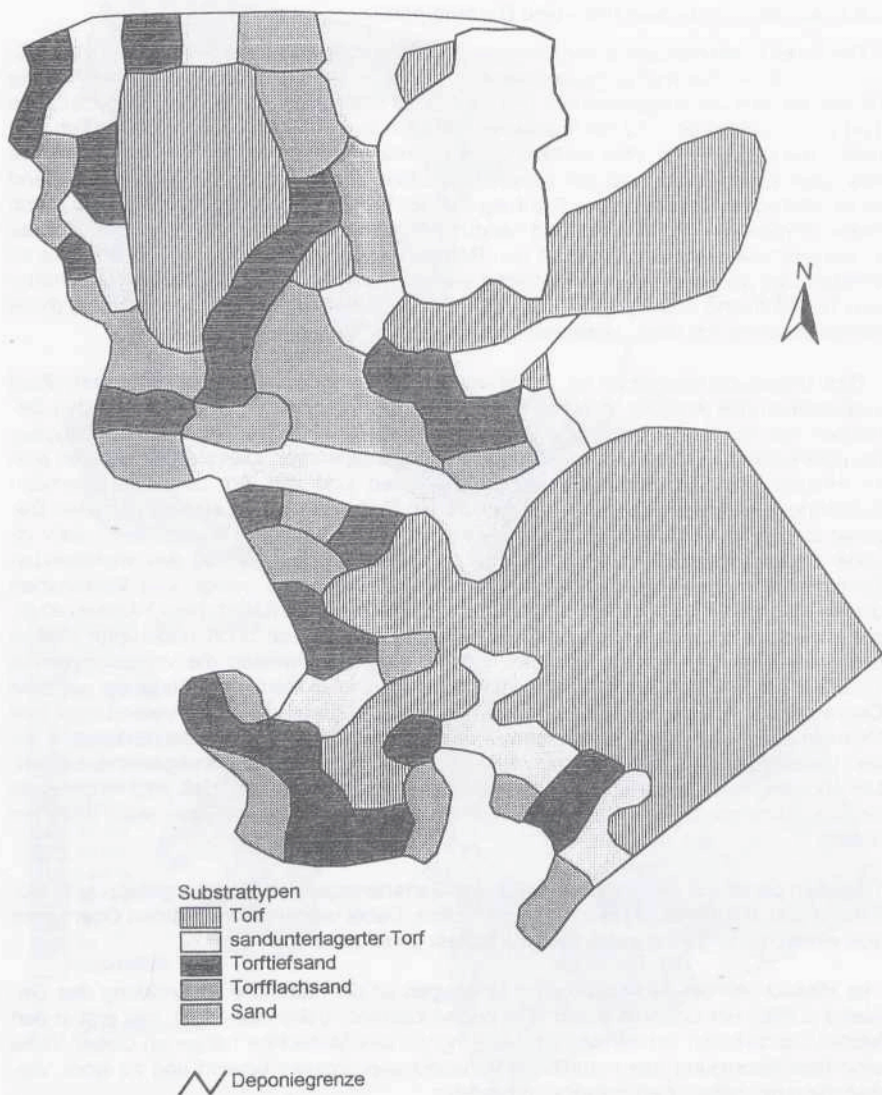 N
Substrattypen
Torf
sandunterlagerter Torf
Torftiefsand
Torfflachsand
Sand
Deponiegrenze